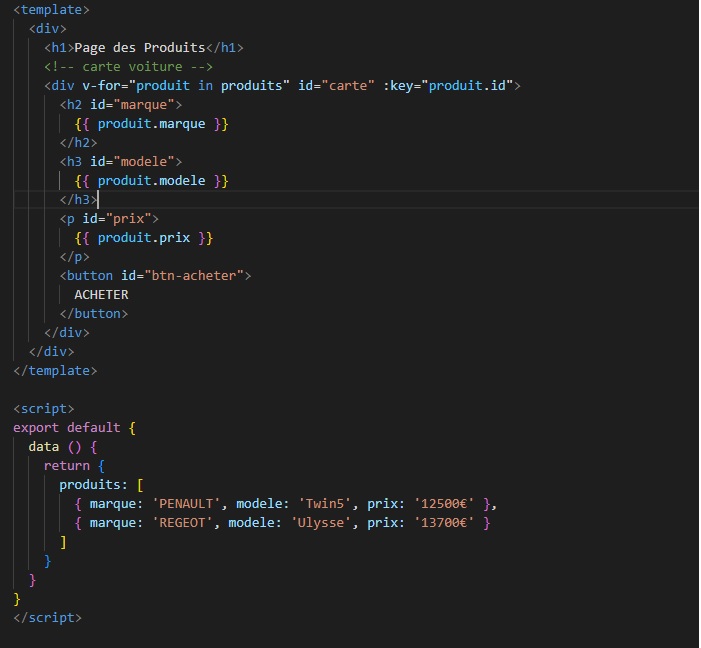 <template>
  <div>
    <h1>Page des Produits</h1>
    <!-- carte voiture -->
    <div v-for="produit in produits" id="carte" :key="produit.id">
      <h2 id="marque">
        {{ produit.marque }}
      </h2>
      <h3 id="modele">
        {{ produit.modele }}
      </h3>
      <p id="prix">
        {{ produit.prix }}
      </p>
      <button id="btn-acheter">
        ACHETER
      </button>
    </div>
  </div>
</template>

<script>
export default {
  data () {
    return {
      produits: [
        { marque: 'PENAULT', modele: 'Twin5', prix: '12500€' },
        { marque: 'REGEOT', modele: 'Ulysse', prix: '13700€' }
      ]
    }
  }
}
</script>